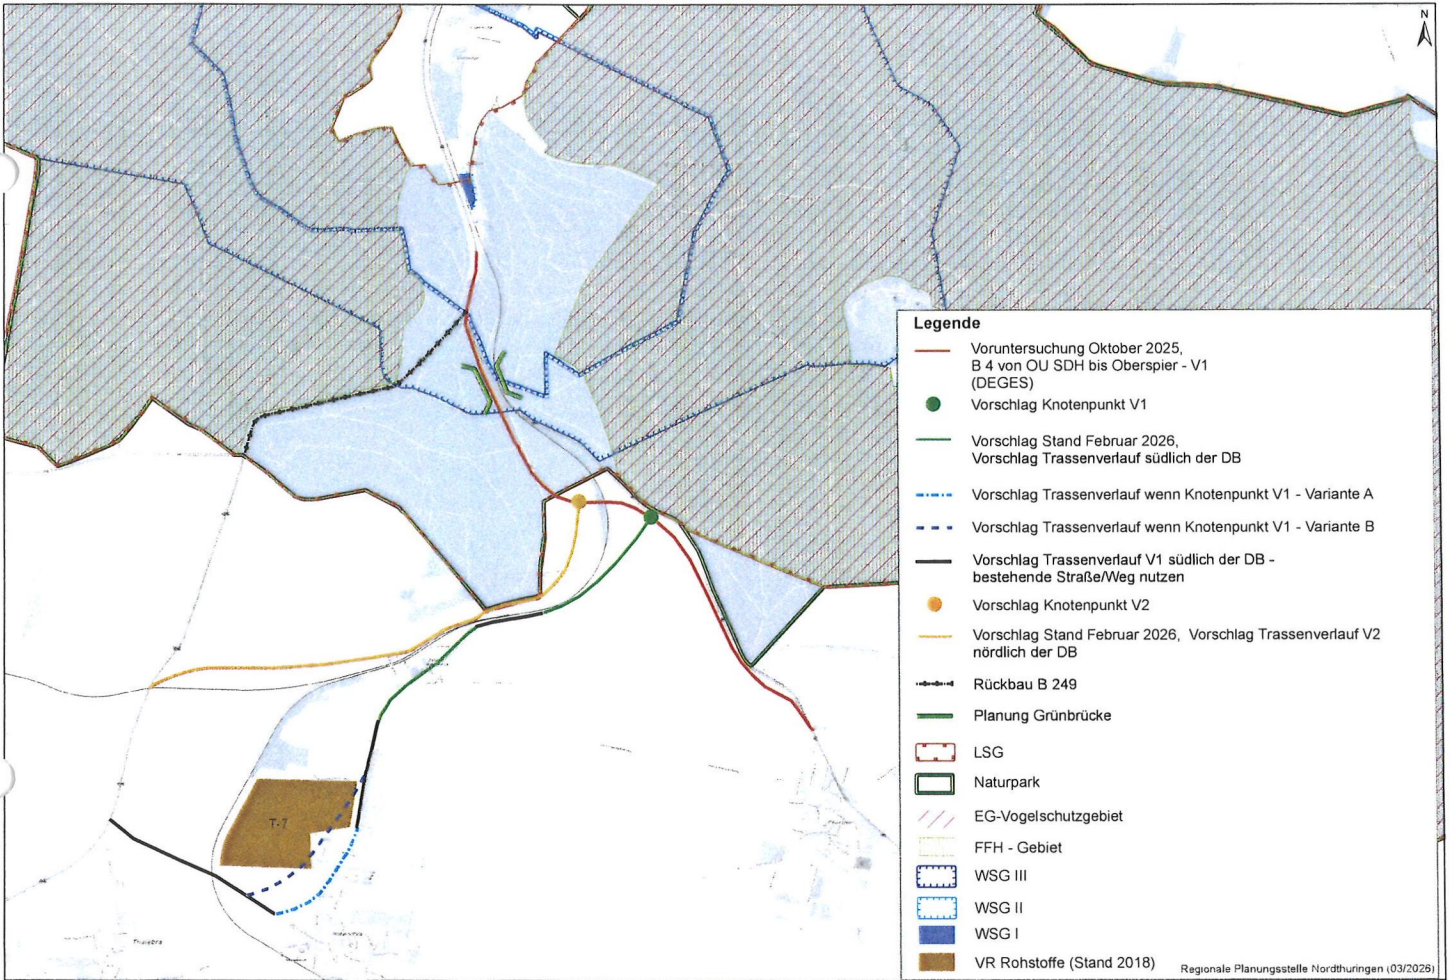 N
T-7
Thalebra
Legende
Voruntersuchung Oktober 2025,
B 4 von OU SDH bis Oberspier - V1
(DEGES)
Vorschlag Knotenpunkt V1
Vorschlag Stand Februar 2026,
Vorschlag Trassenverlauf südlich der DB
Vorschlag Trassenverlauf wenn Knotenpunkt V1 - Variante A
Vorschlag Trassenverlauf wenn Knotenpunkt V1 - Variante B
Vorschlag Trassenverlauf V1 südlich der DB -
bestehende Straße/Weg nutzen
Vorschlag Knotenpunkt V2
Vorschlag Stand Februar 2026, Vorschlag Trassenverlauf V2
nördlich der DB
Rückbau B 249
Planung Grünbrücke
LSG
Naturpark
EG-Vogelschutzgebiet
FFH - Gebiet
WSG III
WSG II
WSG I
VR Rohstoffe (Stand 2018)
Regionale Planungsstelle Nordthüringen (03/2026)